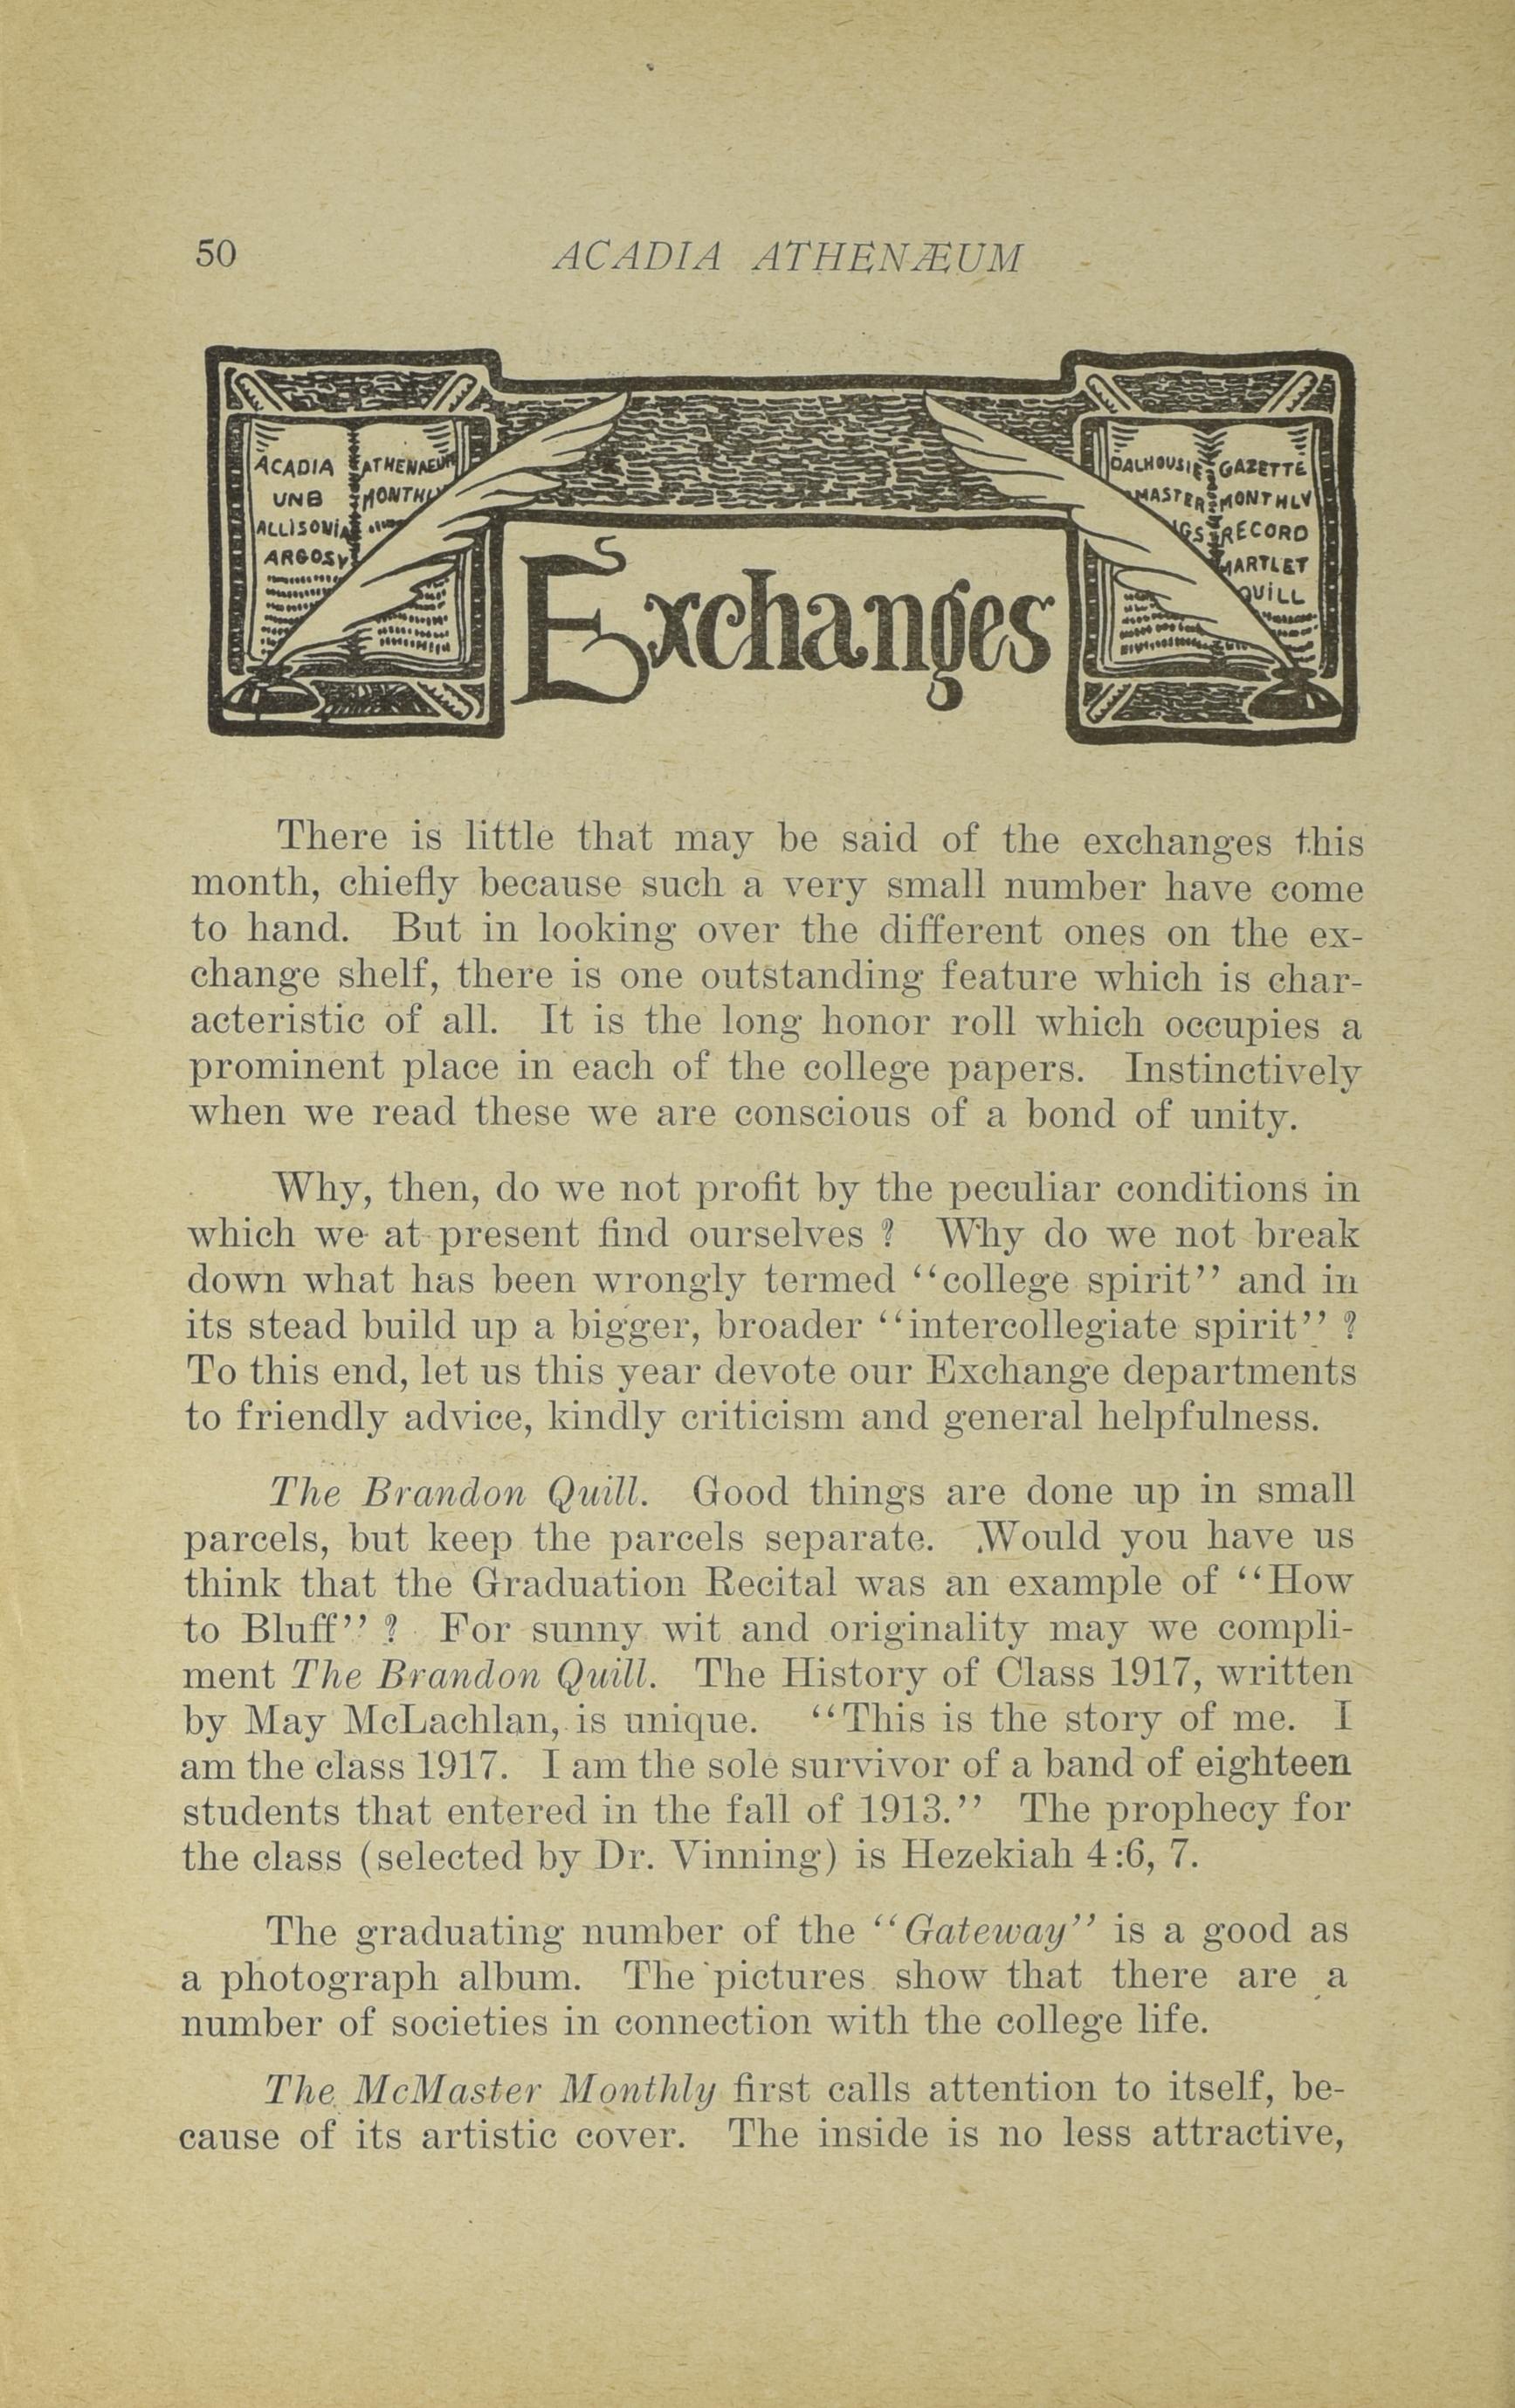 50
ACADIA ATHENÆUM
ACADIA ATHENAEUM
UNB MONTHLY
ALLISONIA
ARGOSY
DALHOUSIE GAZETTE
MASTER MONTHLY
GS RECORD
MARTLET
QUILL
Exchanges
There is little that may be said of the exchanges this
month, chiefly because such a very small number have come
to hand. But in looking over the different ones on the ex-
change shelf, there is one outstanding feature which is char-
acteristic of all. It is the long honor roll which occupies a
prominent place in each of the college papers. Instinctively
when we read these we are conscious of a bond of unity.
Why, then, do we not profit by the peculiar conditions in
which we at present find ourselves ? Why do we not break
down what has been wrongly termed “college spirit” and in
its stead build up a bigger, broader “intercollegiate spirit” ?
To this end, let us this year devote our Exchange departments
to friendly advice, kindly criticism and general helpfulness.
The Brandon Quill. Good things are done up in small
parcels, but keep the parcels separate. Would you have us
think that the Graduation Recital was an example of “How
to Bluff” ? For sunny wit and originality may we compli-
ment The Brandon Quill. The History of Class 1917, written
by May McLachlan, is unique. “This is the story of me. I
am the class 1917. I am the sole survivor of a band of eighteen
students that entered in the fall of 1913.” The prophecy for
the class (selected by Dr. Vinning) is Hezekiah 4:6, 7.
The graduating number of the “Gateway” is a good as
a photograph album. The pictures show that there are a
number of societies in connection with the college life.
The McMaster Monthly first calls attention to itself, be-
cause of its artistic cover. The inside is no less attractive,